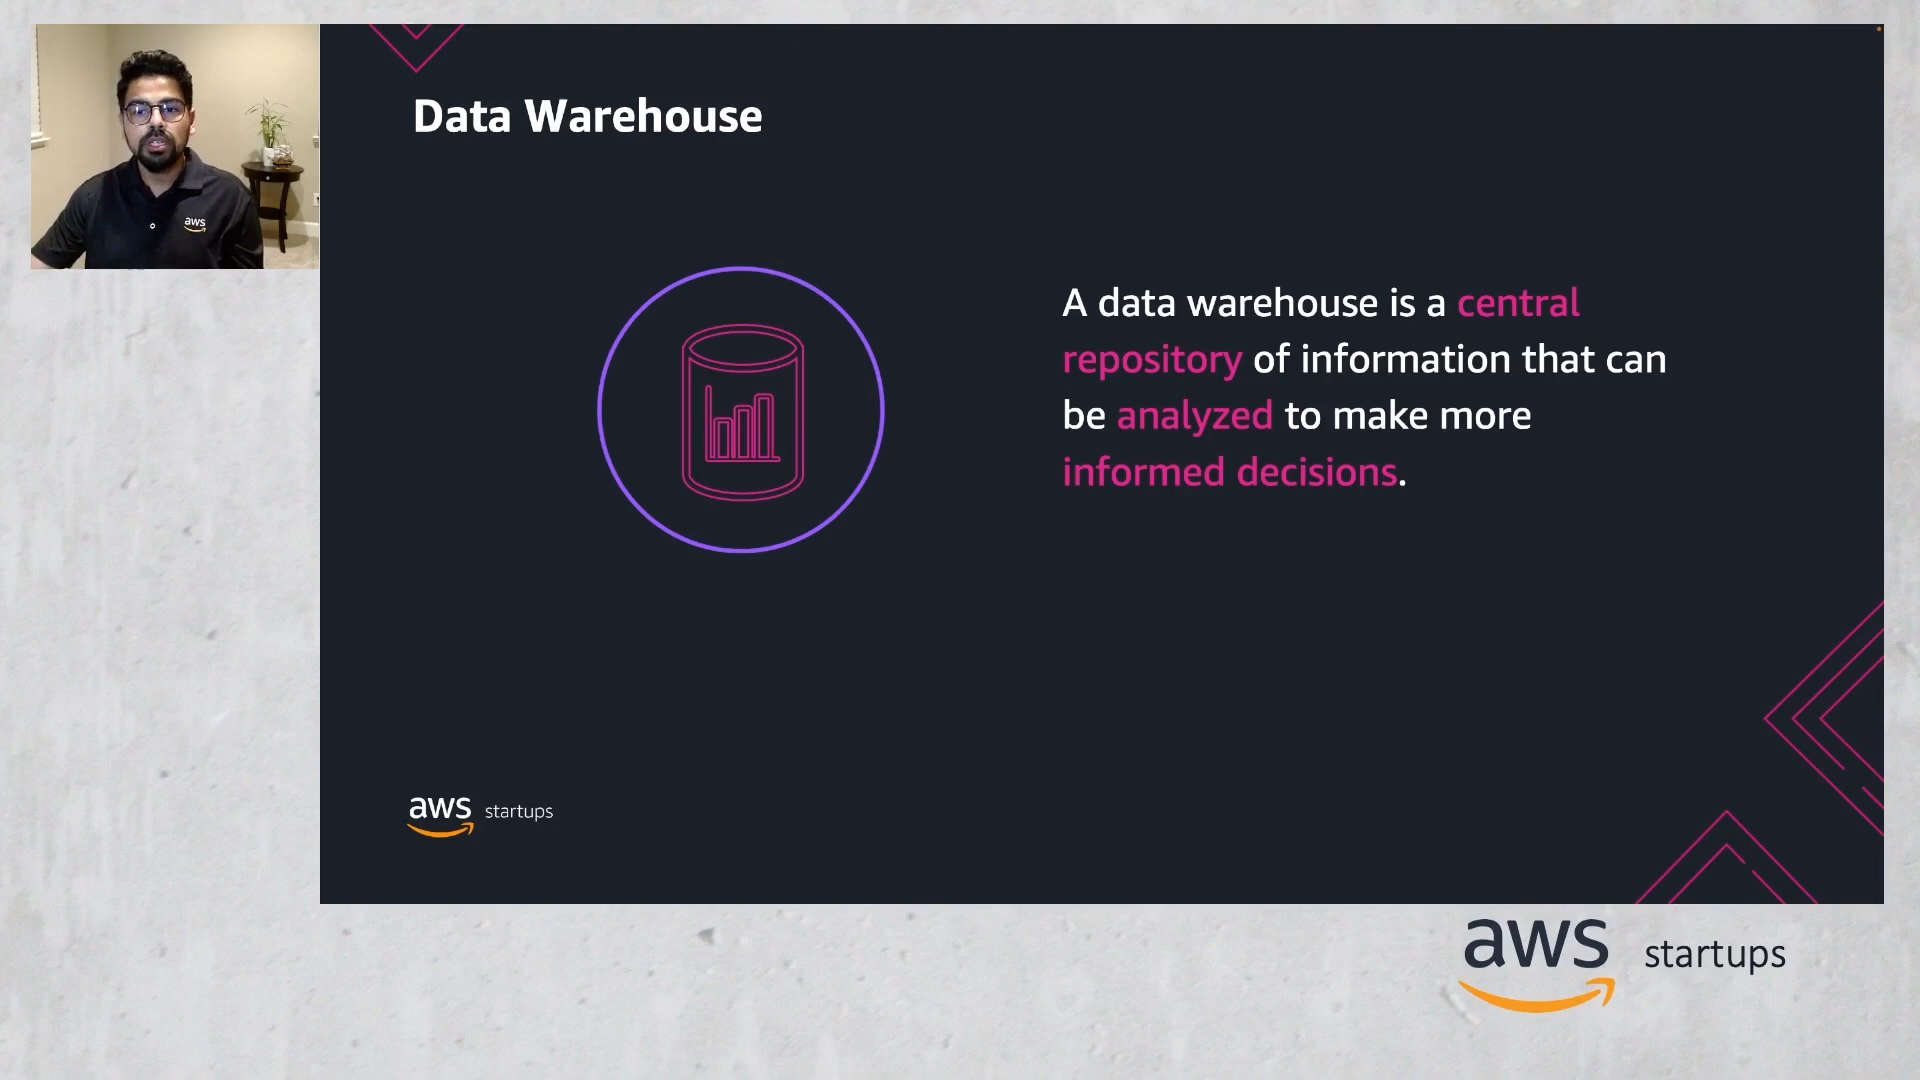 aws
Data Warehouse
A data warehouse is a central
repository of information that can
be analyzed to make more
informed decisions.
aws startups
aws startups